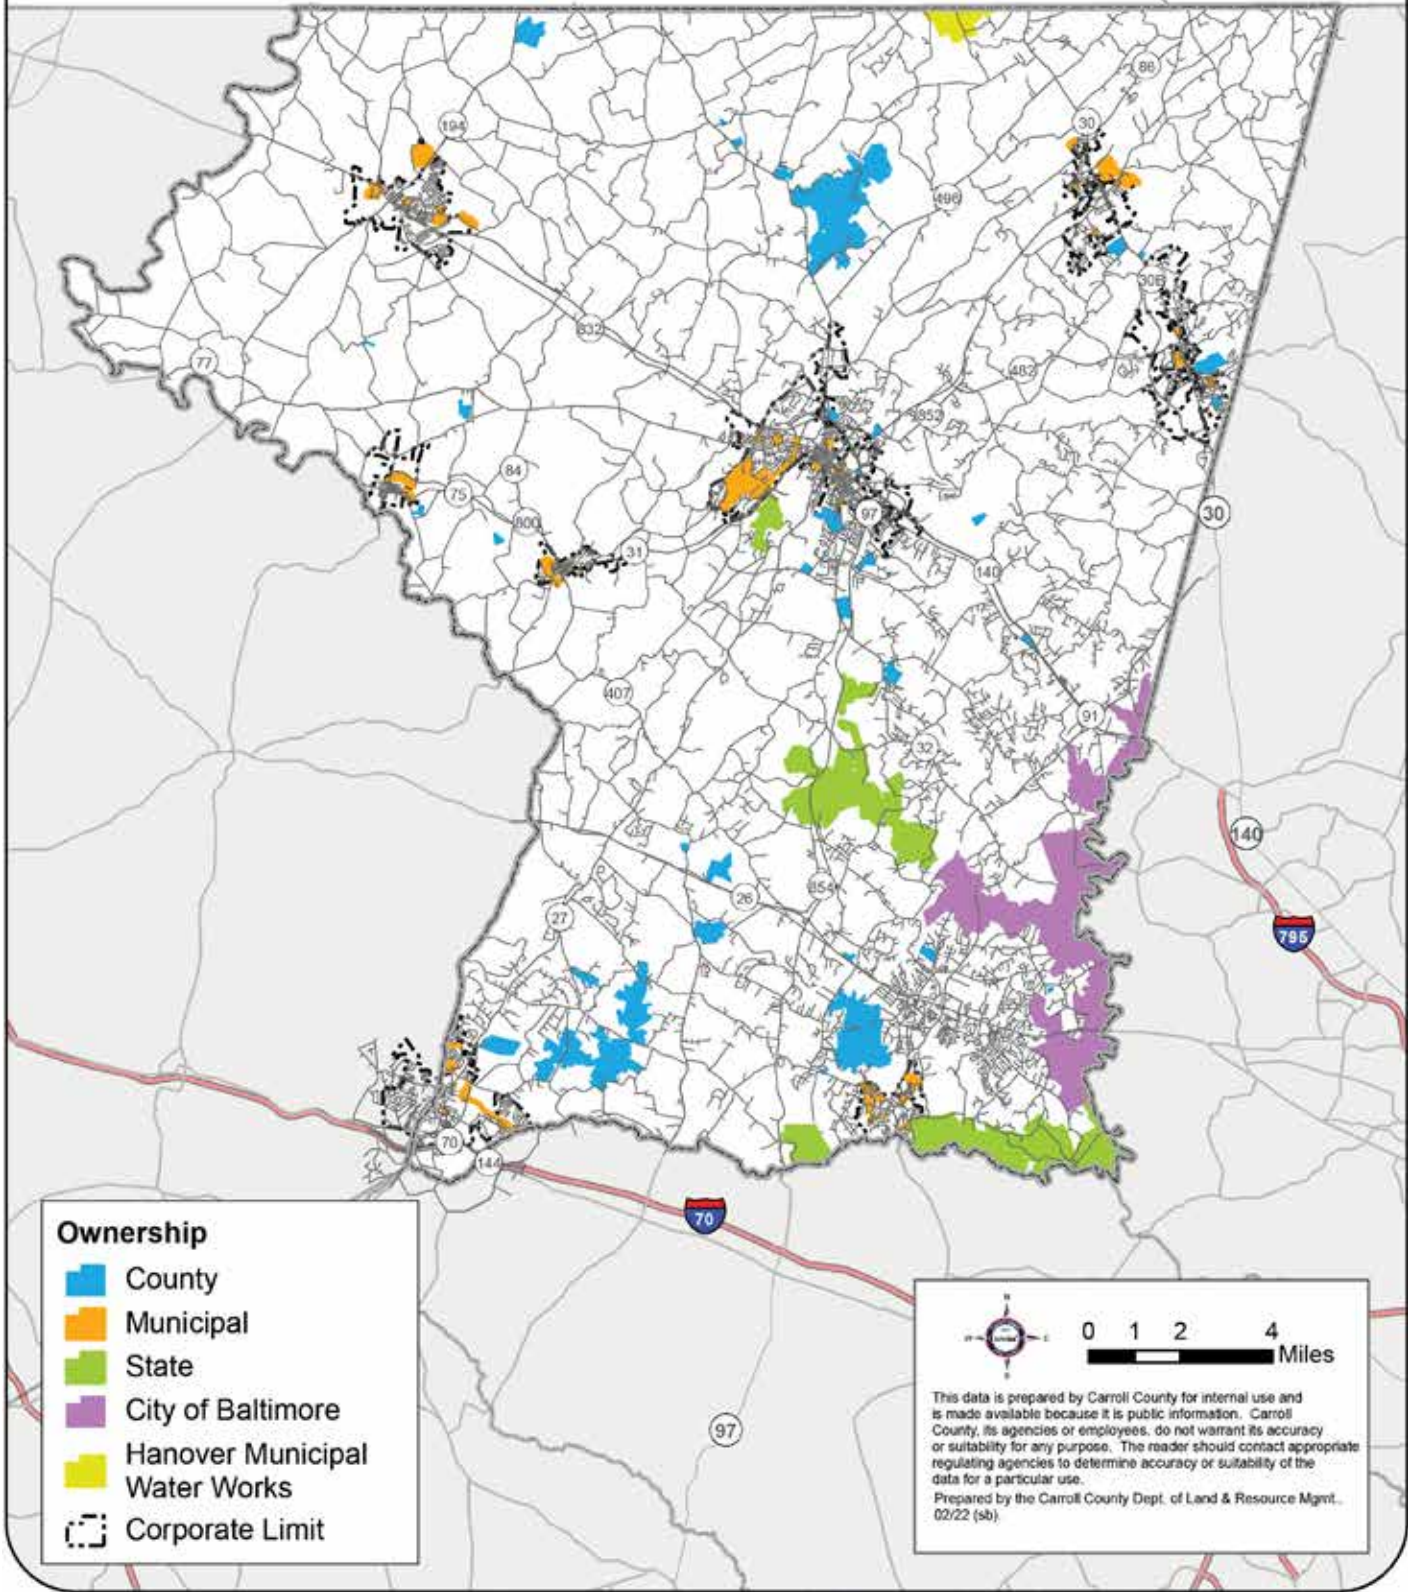 86
194
30
496
30B
832
77
482
852
84
75
97
800
30
31
140
407
91
32
140
854
26
27
795
70
144
70
Ownership
County
Municipal
State
City of Baltimore
Hanover Municipal
Water Works
Corporate Limit
97
N
0 1 2 4
Miles
This data is prepared by Carroll County for internal use and
is made available because it is public information. Carroll
County, its agencies or employees, do not warrant its accuracy
or suitability for any purpose. The reader should contact appropriate
regulating agencies to determine accuracy or suitability of the
data for a particular use.
Prepared by the Carroll County Dept. of Land & Resource Mgmt.,
02/22 (sb)